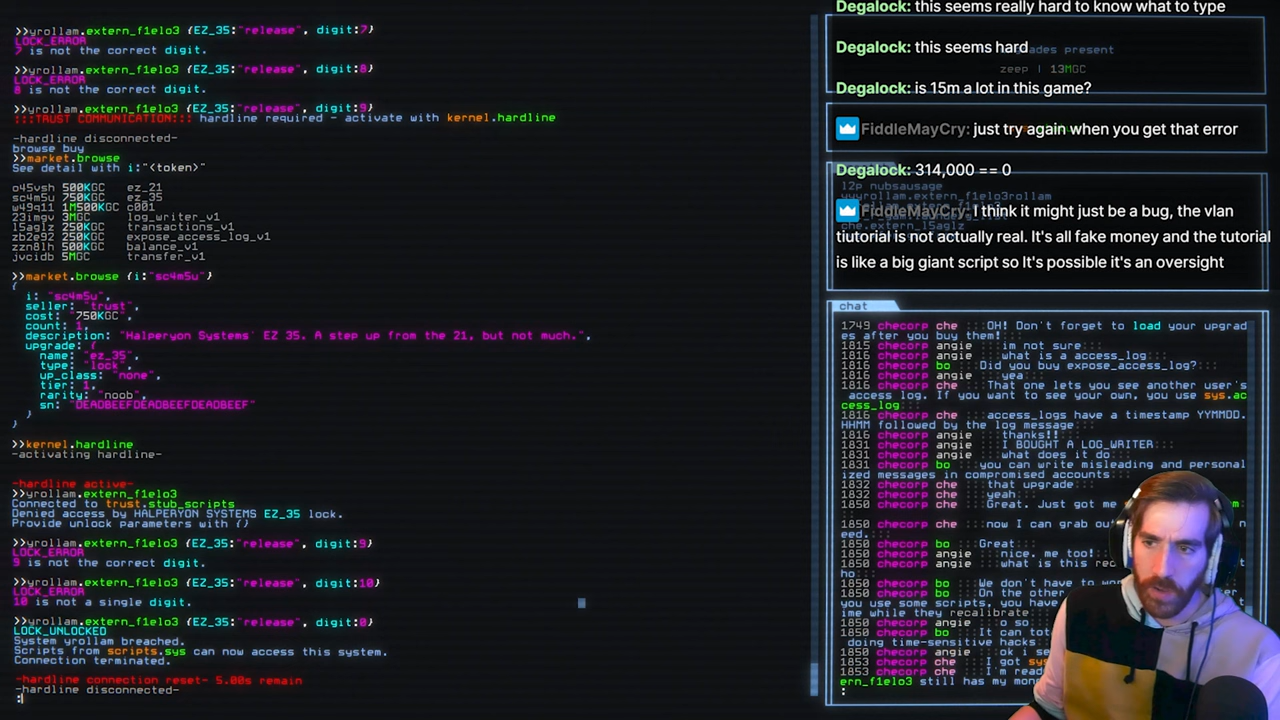 >>yrollam.extern_f1elo3 {EZ_35:"release", digit:7}
LOCK_ERROR
7 is not the correct digit.
>>yrollam.extern_f1elo3 {EZ_35:"release", digit:8}
LOCK_ERROR
8 is not the correct digit.
>>yrollam.extern_f1elo3 {EZ_35:"release", digit:9}
:::TRUST COMMUNICATION::: hardline required - activate with kernel.hardline
-hardline disconnected-
browse buy
>>market.browse
See detail with i:"<token>"
o45vsh 500KGC ez_21
sc4m5u 750KGC ez_35
w49q11 1M500KGC c001
23imgv 3MGC log_writer_v1
l5aglz 250KGC transactions_v1
zb2e92 250KGC expose_access_log_v1
zzn8lh 500KGC balance_v1
jvcidb 5MGC transfer_v1
>>market.browse {i:"sc4m5u"}
{
i: "sc4m5u",
seller: "trust",
cost: "750KGC",
count: 1,
description: "Halperyon Systems' EZ 35. A step up from the 21, but not much.",
upgrade: {
name: "ez_35",
type: "lock",
up_class: "none",
tier: 1,
rarity: "noob",
sn: "DEADBEEFDEADBEEFDEADBEEF"
}
}
>>kernel.hardline
-activating hardline-
-hardline active-
>>yrollam.extern_f1elo3
Connected to trust.stub_scripts
Denied access by HALPERYON SYSTEMS EZ_35 lock.
Provide unlock parameters with {}
>>yrollam.extern_f1elo3 {EZ_35:"release", digit:9}
LOCK_ERROR
9 is not the correct digit.
>>yrollam.extern_f1elo3 {EZ_35:"release", digit:10}
LOCK_ERROR
10 is not a single digit.
>>yrollam.extern_f1elo3 {EZ_35:"release", digit:0}
LOCK_UNLOCKED
System yrollam breached.
Scripts from scripts.sys can now access this system.
Connection terminated.
-hardline connection reset- 5.00s remain
-hardline disconnected-
:
Degalock: this seems really hard to know what to type
Degalock: this seems hard
present
zeep | 13MGC
Degalock: is 15m a lot in this game?
FiddleMayCry: just try again when you get that error
Degalock: 314,000 == 0
l2p nubsausage
FiddleMayCry: I think it might just be a bug, the vlan
tiutorial is not actually real. It's all fake money and the tutorial
is like a big giant script so It's possible it's an oversight
chat
1749 checorp che :::OH! Don't forget to load your upgrad
es after you buy them!:::
1815 checorp angie :::im not sure:::
1816 checorp angie :::what is a access_log:::
1816 checorp bo :::Did you buy expose_access_log?:::
1816 checorp angie :::yea:::
1816 checorp che :::That one lets you see another user's
access log. If you want to see your own, you use sys.ac
cess_log:::
1816 checorp che :::access_logs have a timestamp YYMMDD.
HHMM followed by the log message:::
1816 checorp angie :::thanks!!:::
1831 checorp angie :::I BOUGHT A LOG_WRITER:::
1831 checorp angie :::what does it do:::
1831 checorp bo :::you can write misleading and personal
ized messages in compromised accounts:::
1832 checorp angie :::that upgrade:::
1832 checorp che :::yeah:::
1850 checorp che :::Great. Just got me
1850 checorp che :::now I can grab
eed.:::
1850 checorp bo :::Great:::
1850 checorp angie :::nice. me too!:::
1850 checorp angie :::what is this
ho:::
1850 checorp bo :::We don't have to
1850 checorp bo :::On the other
you use some scripts, you have
ime while they recalibrate:::
1850 checorp angie :::o so
1850 checorp bo :::It can
doing time-sensitive hacks:::
1850 checorp angie :::ok i
1853 checorp che :::I got
1853 checorp che :::I'm
ern_f1elo3 still has my
: